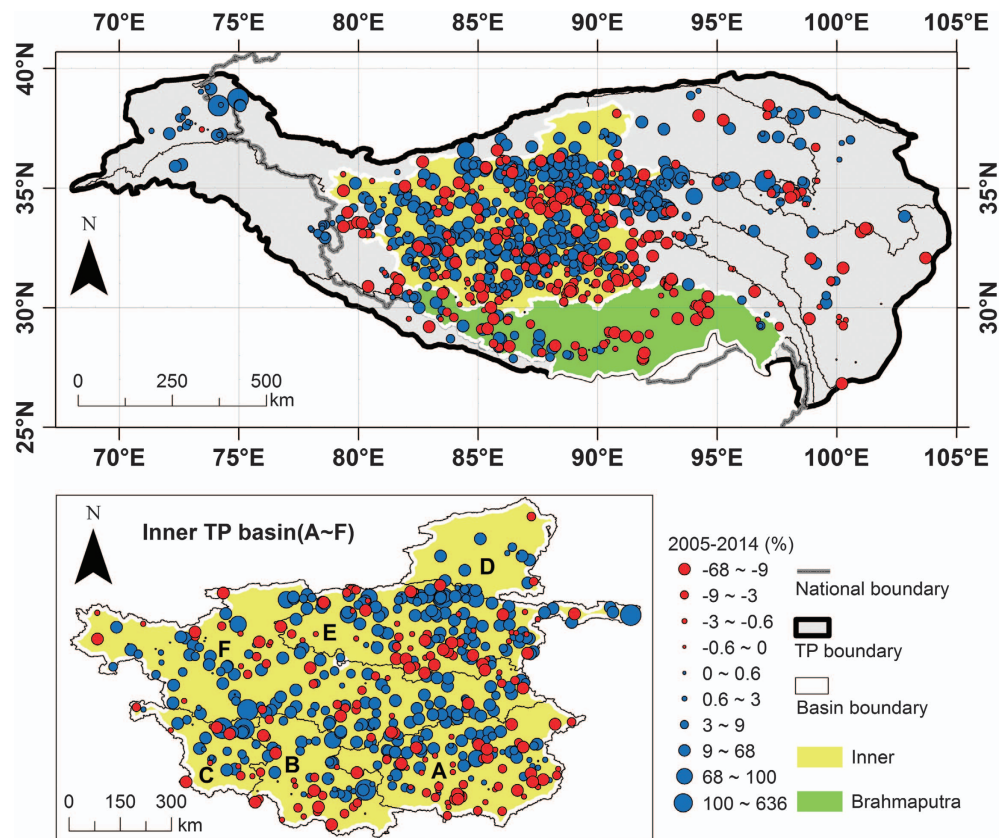 70°E 75°E 80°E 85°E 90°E 95°E 100°E 105°E
40°N 40°N
35°N 35°N
N
30°N 30°N
0 250 500
km
25°N 25°N
70°E 75°E 80°E 85°E 90°E 95°E 100°E 105°E
N
Inner TP basin(A~F)
D
E
F
C
B
A
0 150 300
km
2005-2014 (%)
-68 ~ -9
-9 ~ -3
-3 ~ -0.6
-0.6 ~ 0
0 ~ 0.6
0.6 ~ 3
3 ~ 9
9 ~ 68
68 ~ 100
100 ~ 636
National boundary
TP boundary
Basin boundary
Inner
Brahmaputra